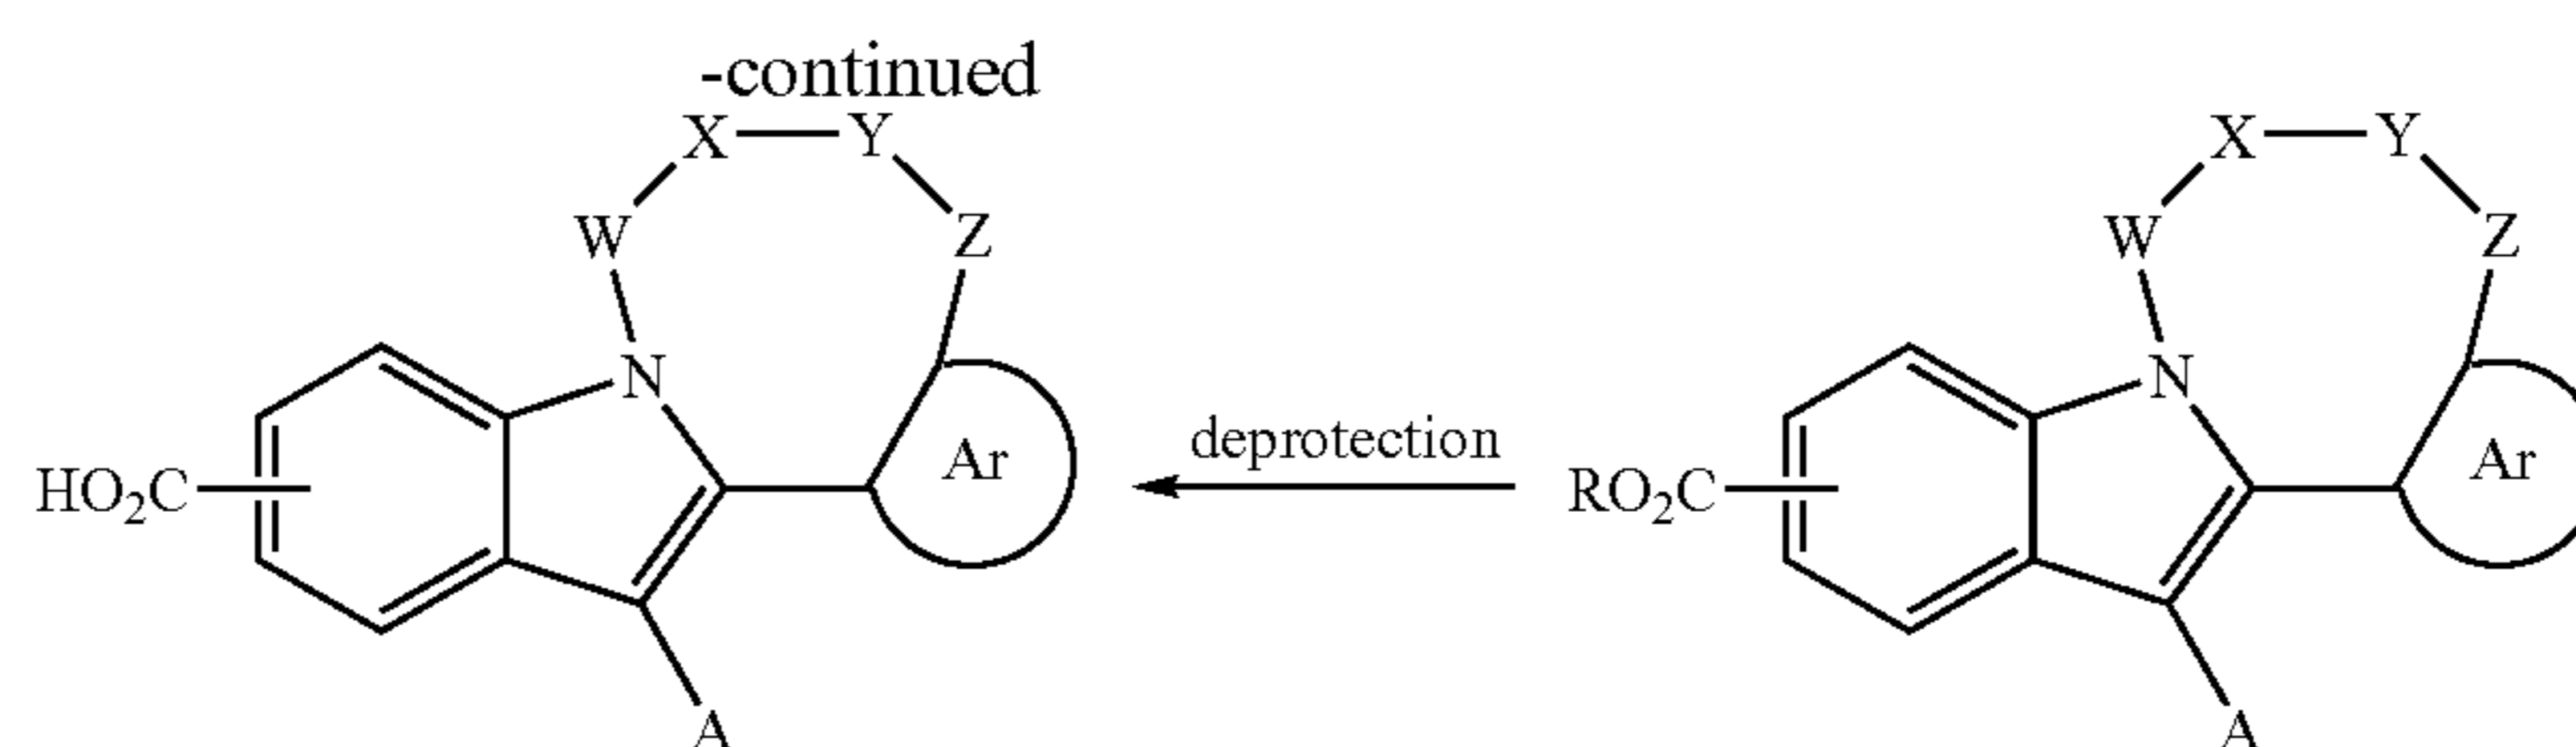 -continued
X Y X Y
W Z W Z
N N
deprotection
HO₂C Ar RO₂C Ar
A A